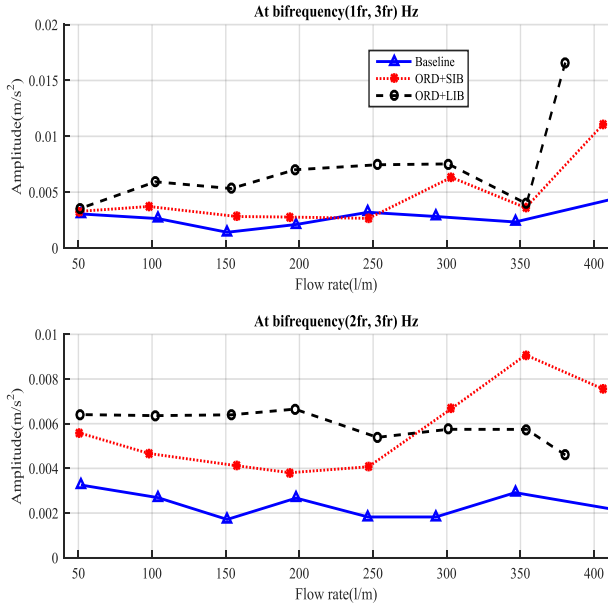 At bifrequency(1fr, 3fr) Hz
0.02
0.015
0.01
0.005
0
Amplitude(m/s²)
Baseline
ORD+SIB
ORD+LIB
50 100 150 200 250 300 350 400
Flow rate(l/m)
At bifrequency(2fr, 3fr) Hz
0.01
0.008
0.006
0.004
0.002
0
Amplitude(m/s²)
50 100 150 200 250 300 350 400
Flow rate(l/m)